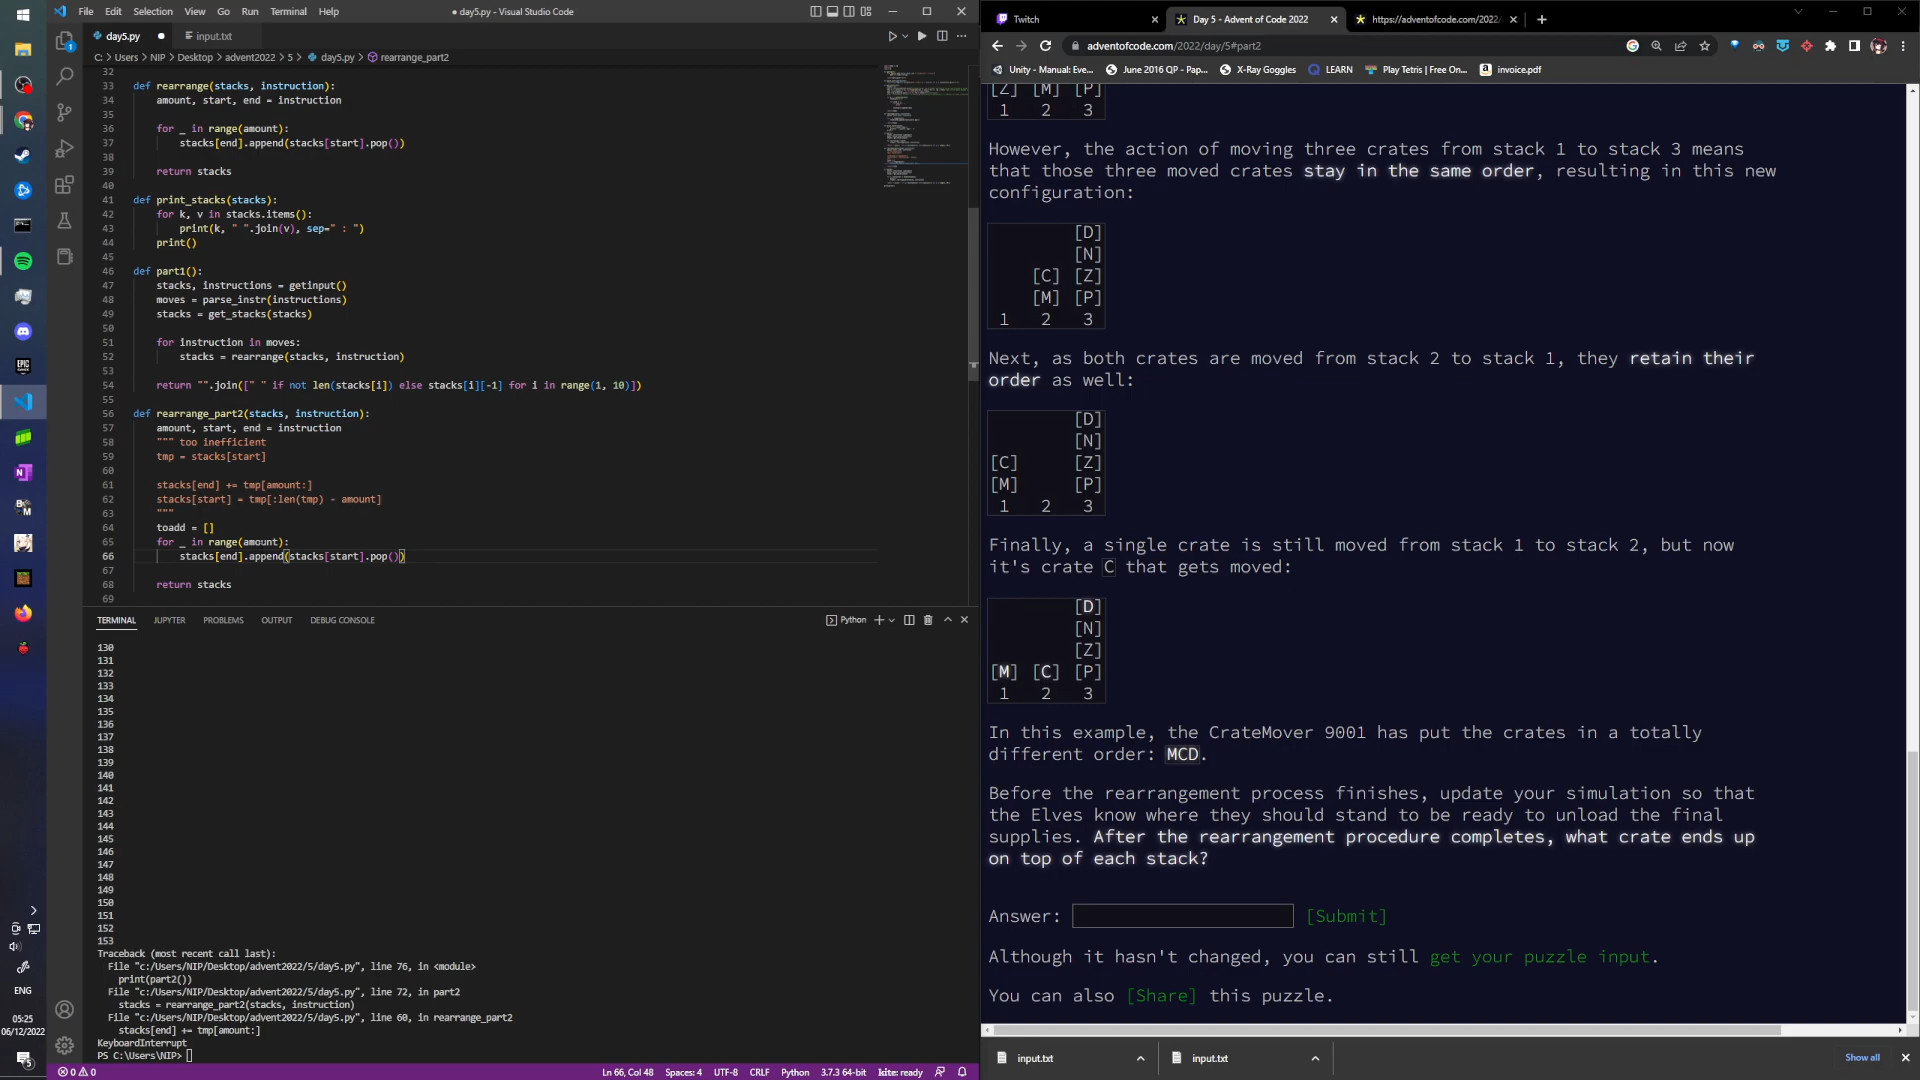 File Edit Selection View Go Run Terminal Help
● day5.py - Visual Studio Code
day5.py ●
input.txt
C: > Users > NIP > Desktop > advent2022 > 5 > day5.py > rearrange_part2
32
33 def rearrange(stacks, instruction):
34 amount, start, end = instruction
35
36 for _ in range(amount):
37 stacks[end].append(stacks[start].pop())
38
39 return stacks
40
41 def print_stacks(stacks):
42 for k, v in stacks.items():
43 print(k, " ".join(v), sep=" : ")
44 print()
45
46 def part1():
47 stacks, instructions = getinput()
48 moves = parse_instr(instructions)
49 stacks = get_stacks(stacks)
50
51 for instruction in moves:
52 stacks = rearrange(stacks, instruction)
53
54 return "".join([" " if not len(stacks[i]) else stacks[i][-1] for i in range(1, 10)])
55
56 def rearrange_part2(stacks, instruction):
57 amount, start, end = instruction
58 """ too inefficient
59 tmp = stacks[start]
60
61 stacks[end] += tmp[amount:]
62 stacks[start] = tmp[:len(tmp) - amount]
63 """
64 toadd = []
65 for _ in range(amount):
66 stacks[end].append(stacks[start].pop())
67
68 return stacks
69
TERMINAL JUPYTER PROBLEMS OUTPUT DEBUG CONSOLE
Python
130
131
132
133
134
135
136
137
138
139
140
141
142
143
144
145
146
147
148
149
150
151
152
153
Traceback (most recent call last):
File "c:/Users/NIP/Desktop/advent2022/5/day5.py", line 76, in <module>
print(part2())
File "c:/Users/NIP/Desktop/advent2022/5/day5.py", line 72, in part2
stacks = rearrange_part2(stacks, instruction)
File "c:/Users/NIP/Desktop/advent2022/5/day5.py", line 60, in rearrange_part2
stacks[end] += tmp[amount:]
KeyboardInterrupt
PS C:\Users\NIP>
0 0
Ln 66, Col 48 Spaces: 4 UTF-8 CRLF Python 3.7.3 64-bit kite: ready
EPIC
ENG
05:25
06/12/2022
5
Twitch
Day 5 - Advent of Code 2022
https://adventofcode.com/2022/
adventofcode.com/2022/day/5#part2
Unity - Manual: Eve...
June 2016 QP - Pap...
X-Ray Goggles
LEARN
Play Tetris | Free On...
invoice.pdf
[Z] [M] [P]
1 2 3
However, the action of moving three crates from stack 1 to stack 3 means
that those three moved crates stay in the same order, resulting in this new
configuration:
[D]
[N]
[C] [Z]
[M] [P]
1 2 3
Next, as both crates are moved from stack 2 to stack 1, they retain their
order as well:
[D]
[N]
[C] [Z]
[M] [P]
1 2 3
Finally, a single crate is still moved from stack 1 to stack 2, but now
it's crate C that gets moved:
[D]
[N]
[Z]
[M] [C] [P]
1 2 3
In this example, the CrateMover 9001 has put the crates in a totally
different order: MCD.
Before the rearrangement process finishes, update your simulation so that
the Elves know where they should stand to be ready to unload the final
supplies. After the rearrangement procedure completes, what crate ends up
on top of each stack?
Answer: [Submit]
Although it hasn't changed, you can still get your puzzle input.
You can also [Share] this puzzle.
input.txt
input.txt
Show all